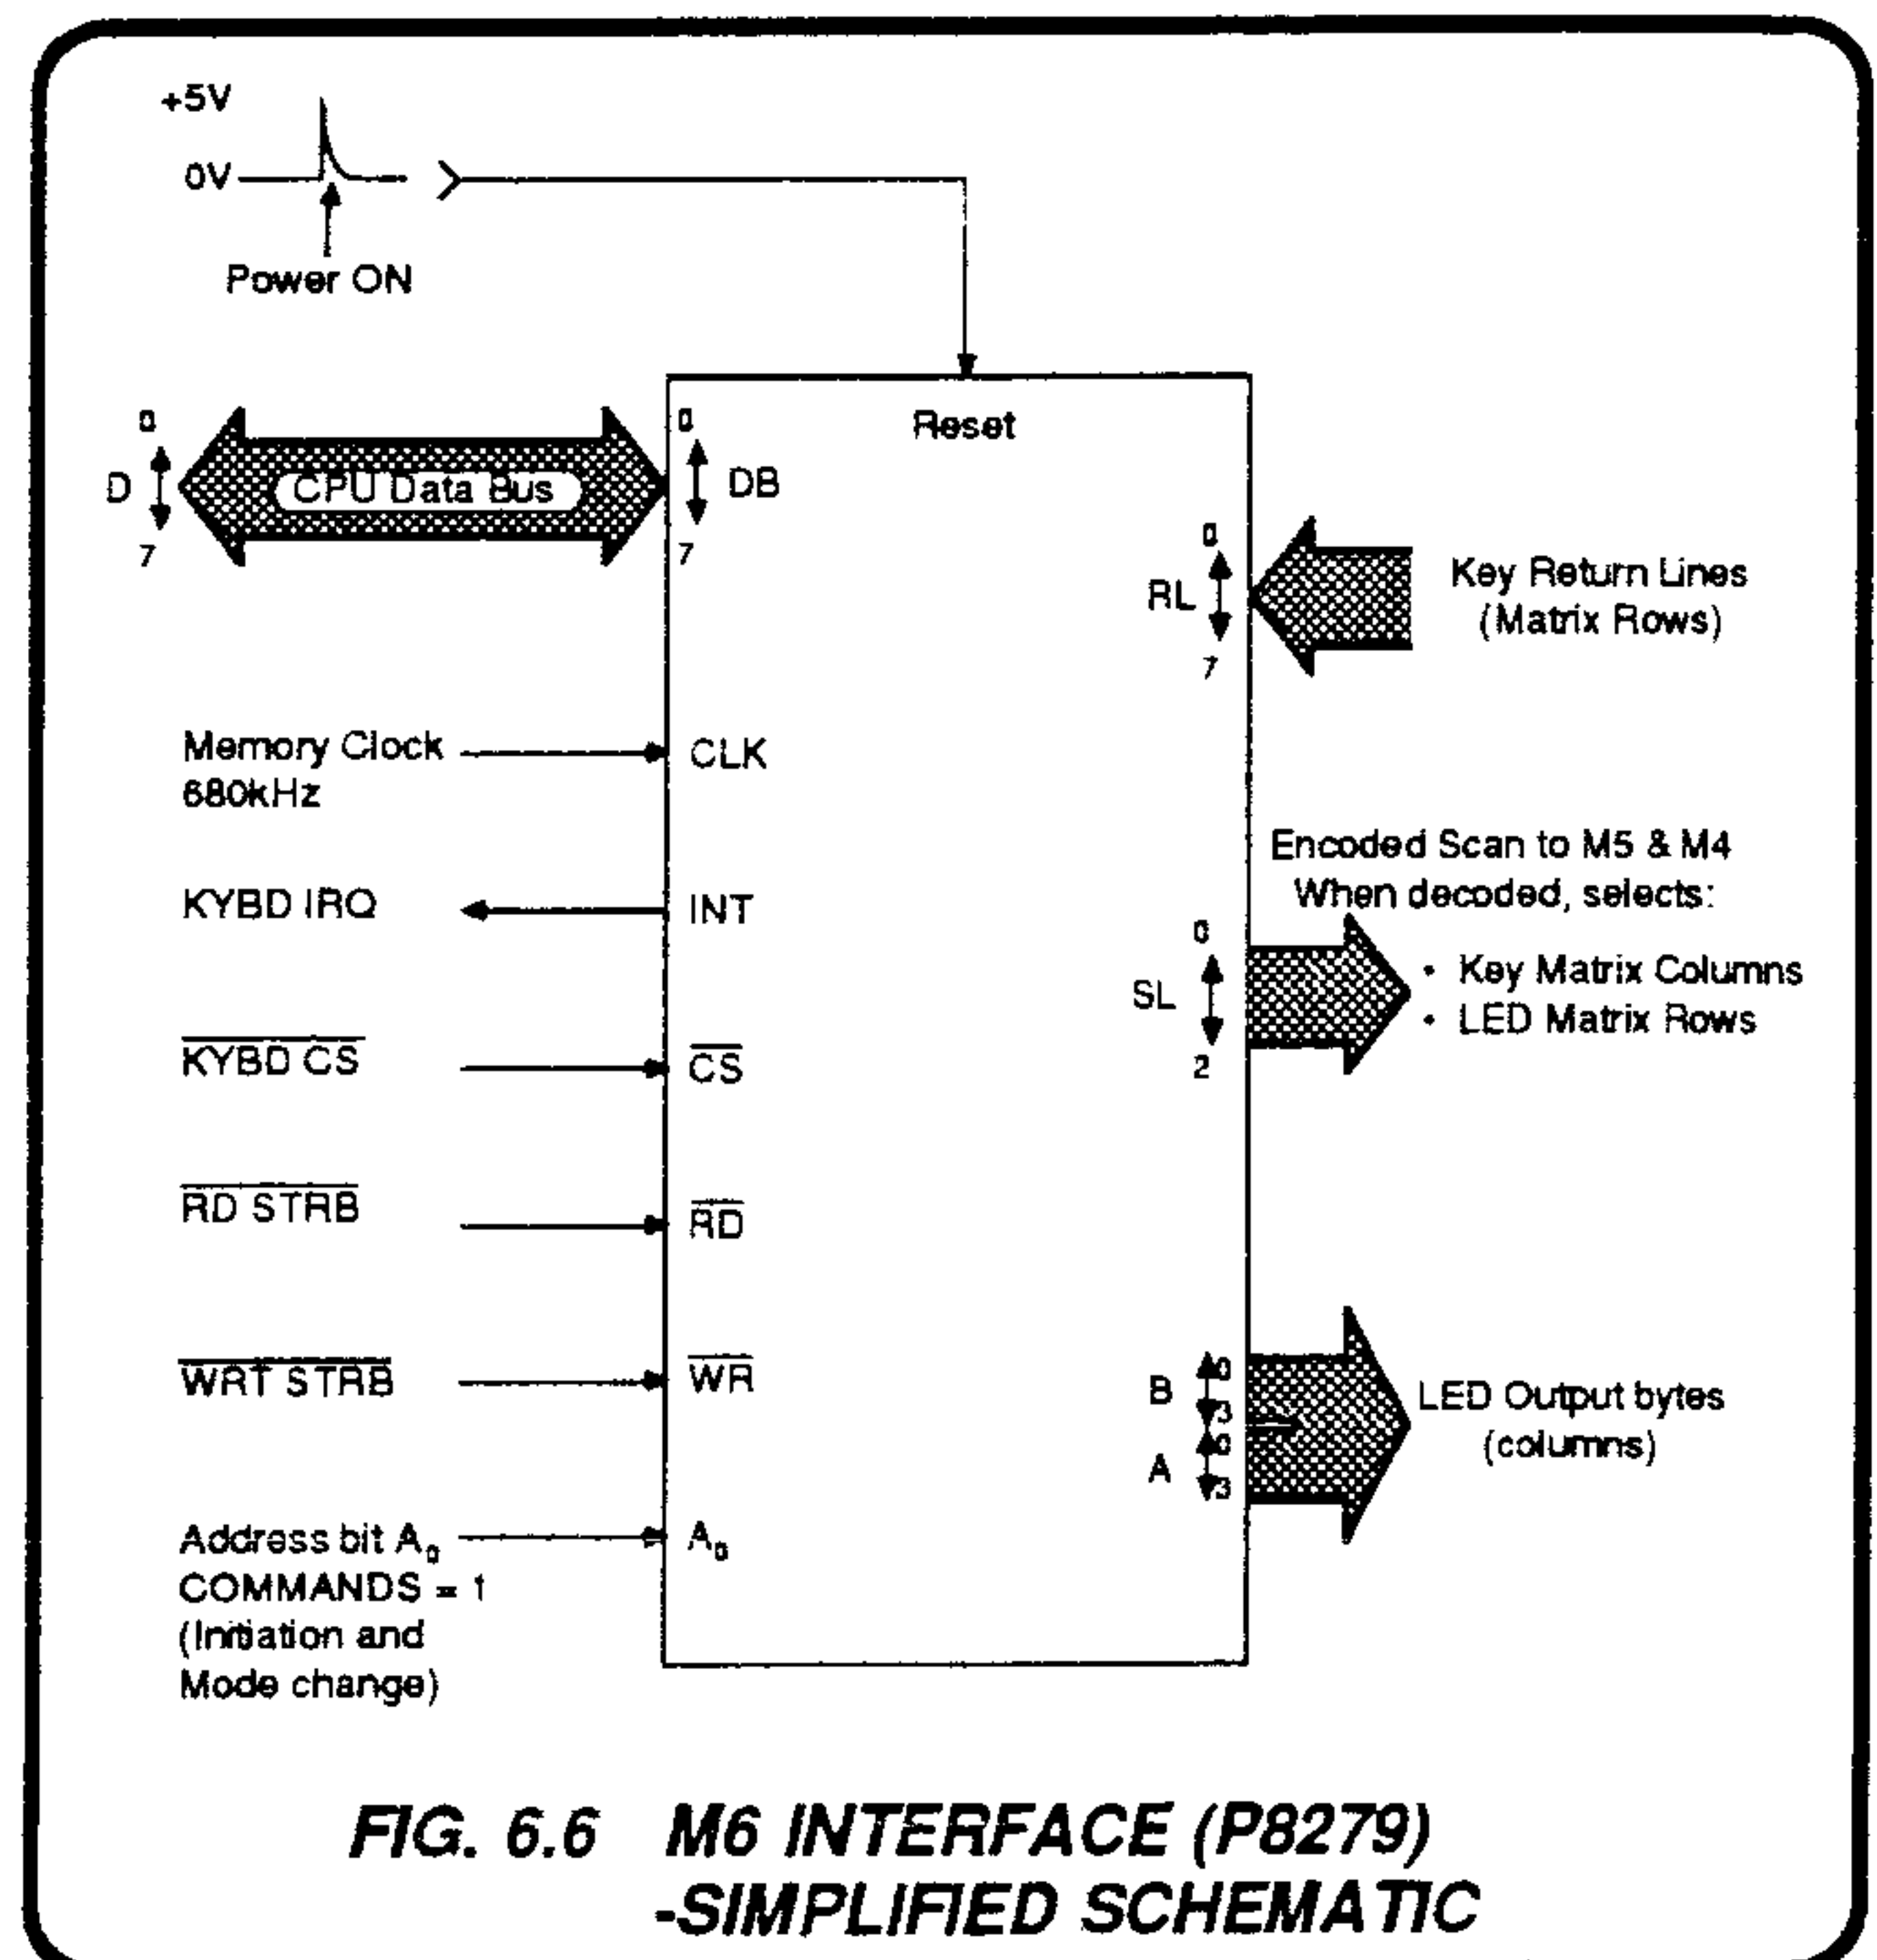 +5V
0V
Power ON
Reset
0
D
7
CPU Data Bus
0
DB
7
0
RL
7
Key Return Lines
(Matrix Rows)
Memory Clock
680kHz
CLK
KYBD IRQ
INT
Encoded Scan to M5 & M4
When decoded, selects:
• Key Matrix Columns
• LED Matrix Rows
0
SL
2
KYBD CS
CS
RD STRB
RD
WRT STRB
WR
B
0
3
A
0
3
LED Output bytes
(columns)
Address bit A₀
COMMANDS = 1
(Initiation and
Mode change)
A₀
FIG. 6.6 M6 INTERFACE (P8279)
-SIMPLIFIED SCHEMATIC